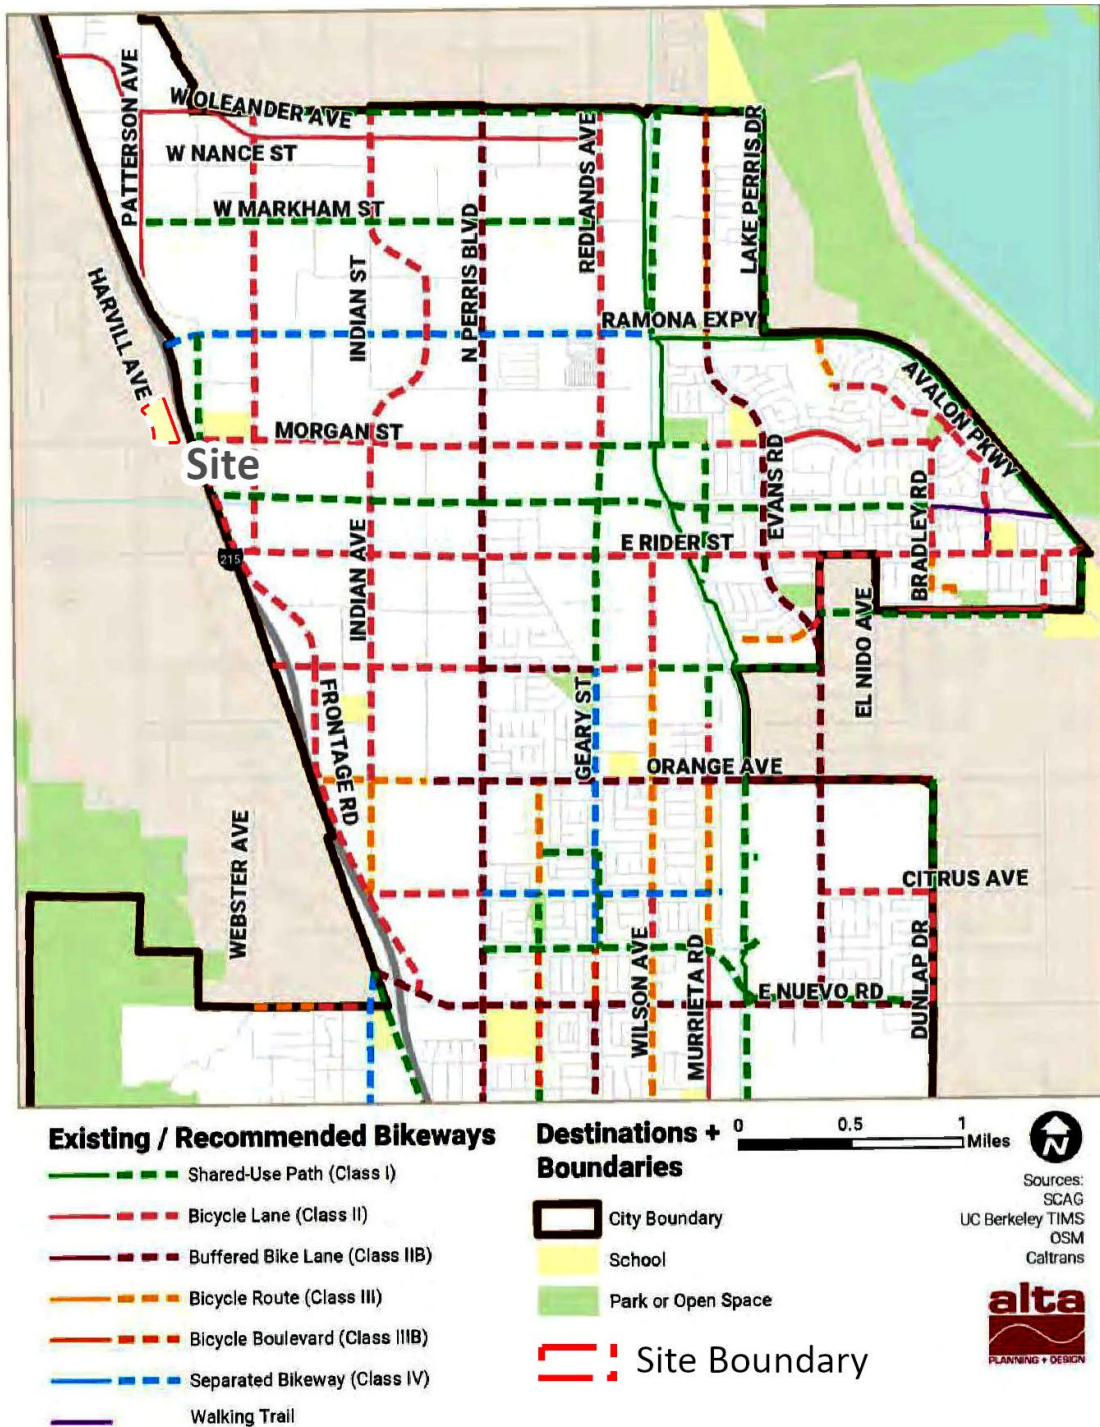 PATTERSON AVE
W OLEANDER AVE
W NANCE ST
W MARKHAM ST
REDLANDS AVE
LAKE PERRIS DR
HARVILL AVE
INDIAN ST
N PERRIS BLVD
RAMONA EXPY
AVALON PKWY
MORGAN ST
Site
EVANS RD
BRADLEY RD
E RIDER ST
215
INDIAN AVE
EL NIDO AVE
FRONTAGE RD
GEARY ST
ORANGE AVE
WEBSTER AVE
CITRUS AVE
WILSON AVE
MURRIETA RD
E NUEVO RD
DUNLAP DR
Existing / Recommended Bikeways
Shared-Use Path (Class I)
Bicycle Lane (Class II)
Buffered Bike Lane (Class IIB)
Bicycle Route (Class III)
Bicycle Boulevard (Class IIIB)
Separated Bikeway (Class IV)
Walking Trail
Destinations +
Boundaries
City Boundary
School
Park or Open Space
Site Boundary
0 0.5 1
Miles
N
Sources:
SCAG
UC Berkeley TIMS
OSM
Caltrans
alta
PLANNING + DESIGN